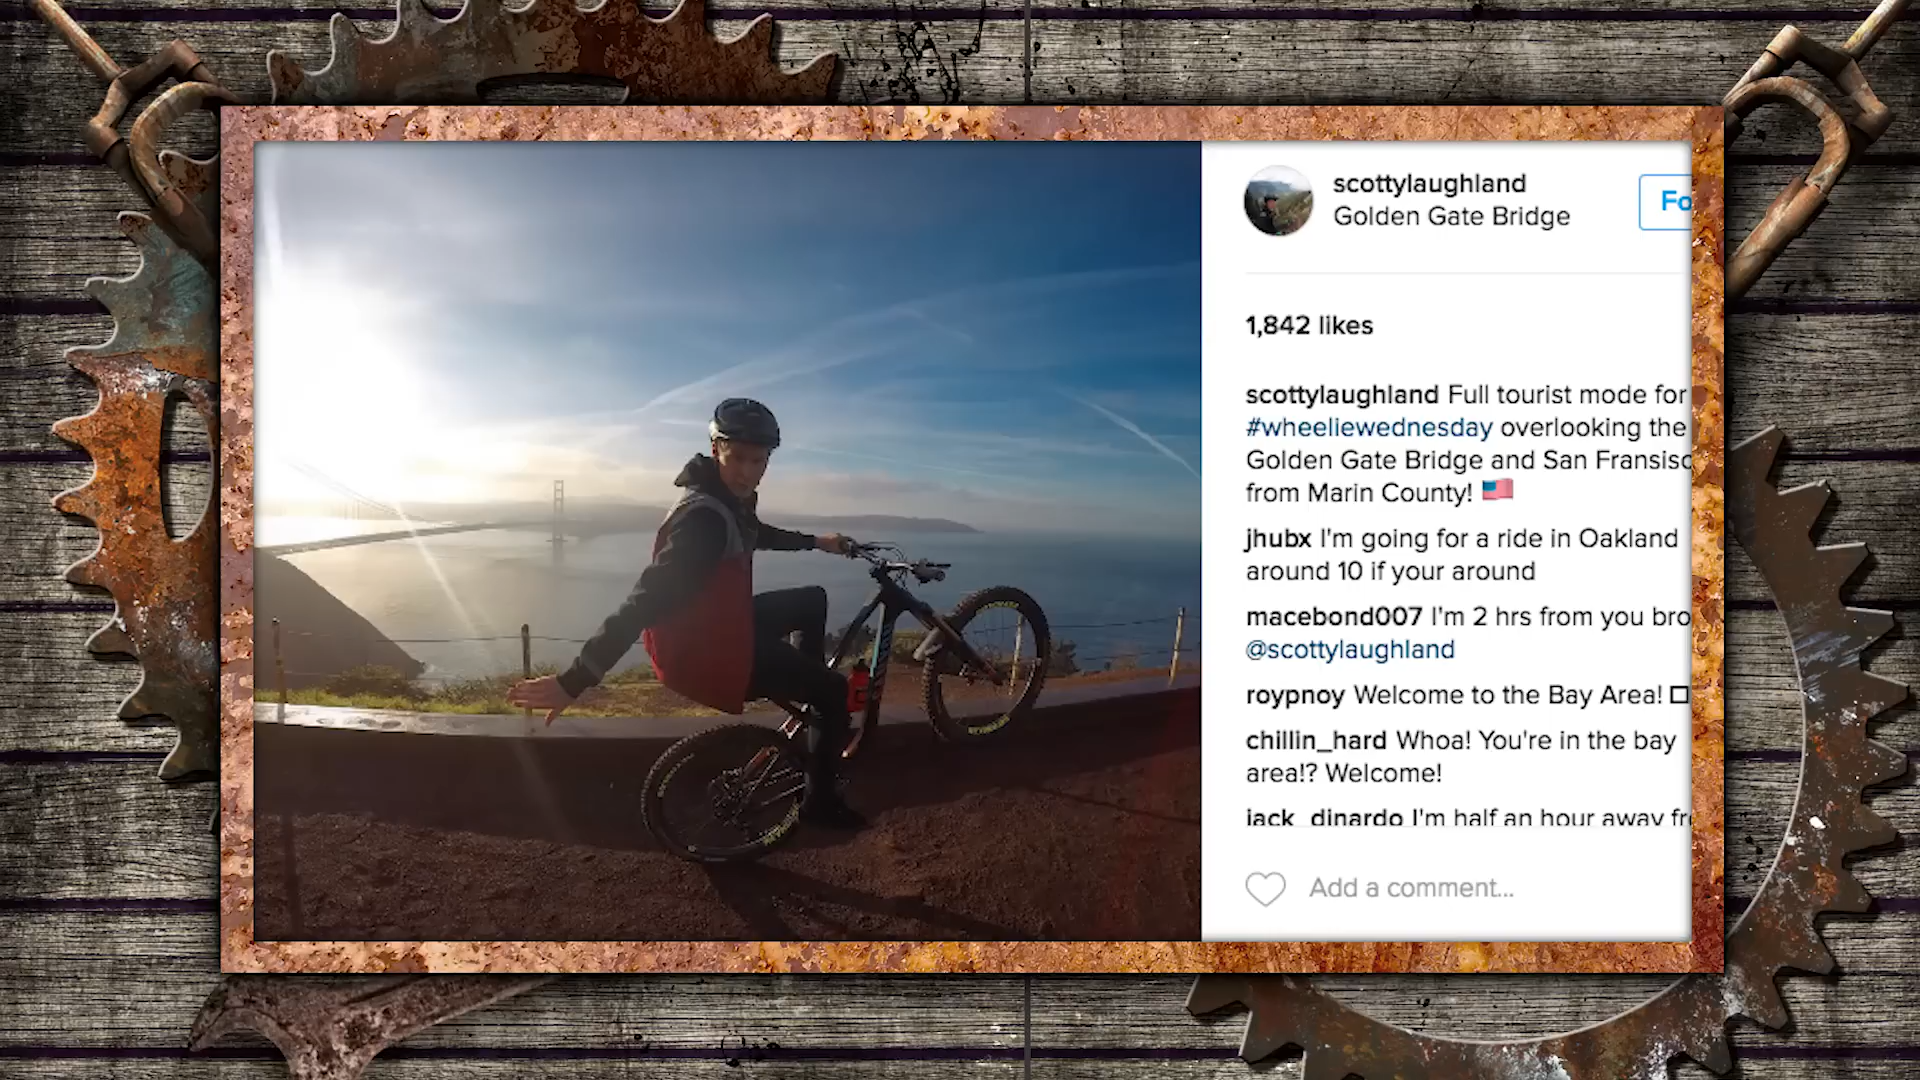 scottylaughland
Golden Gate Bridge
Fo
1,842 likes
scottylaughland Full tourist mode for
#wheeliewednesday overlooking the
Golden Gate Bridge and San Fransisc
from Marin County!
jhubx I'm going for a ride in Oakland
around 10 if your around
macebond007 I'm 2 hrs from you bro
@scottylaughland
roypnoy Welcome to the Bay Area!
chillin_hard Whoa! You're in the bay
area!? Welcome!
jack_dinardo I'm half an hour away fr
Add a comment...